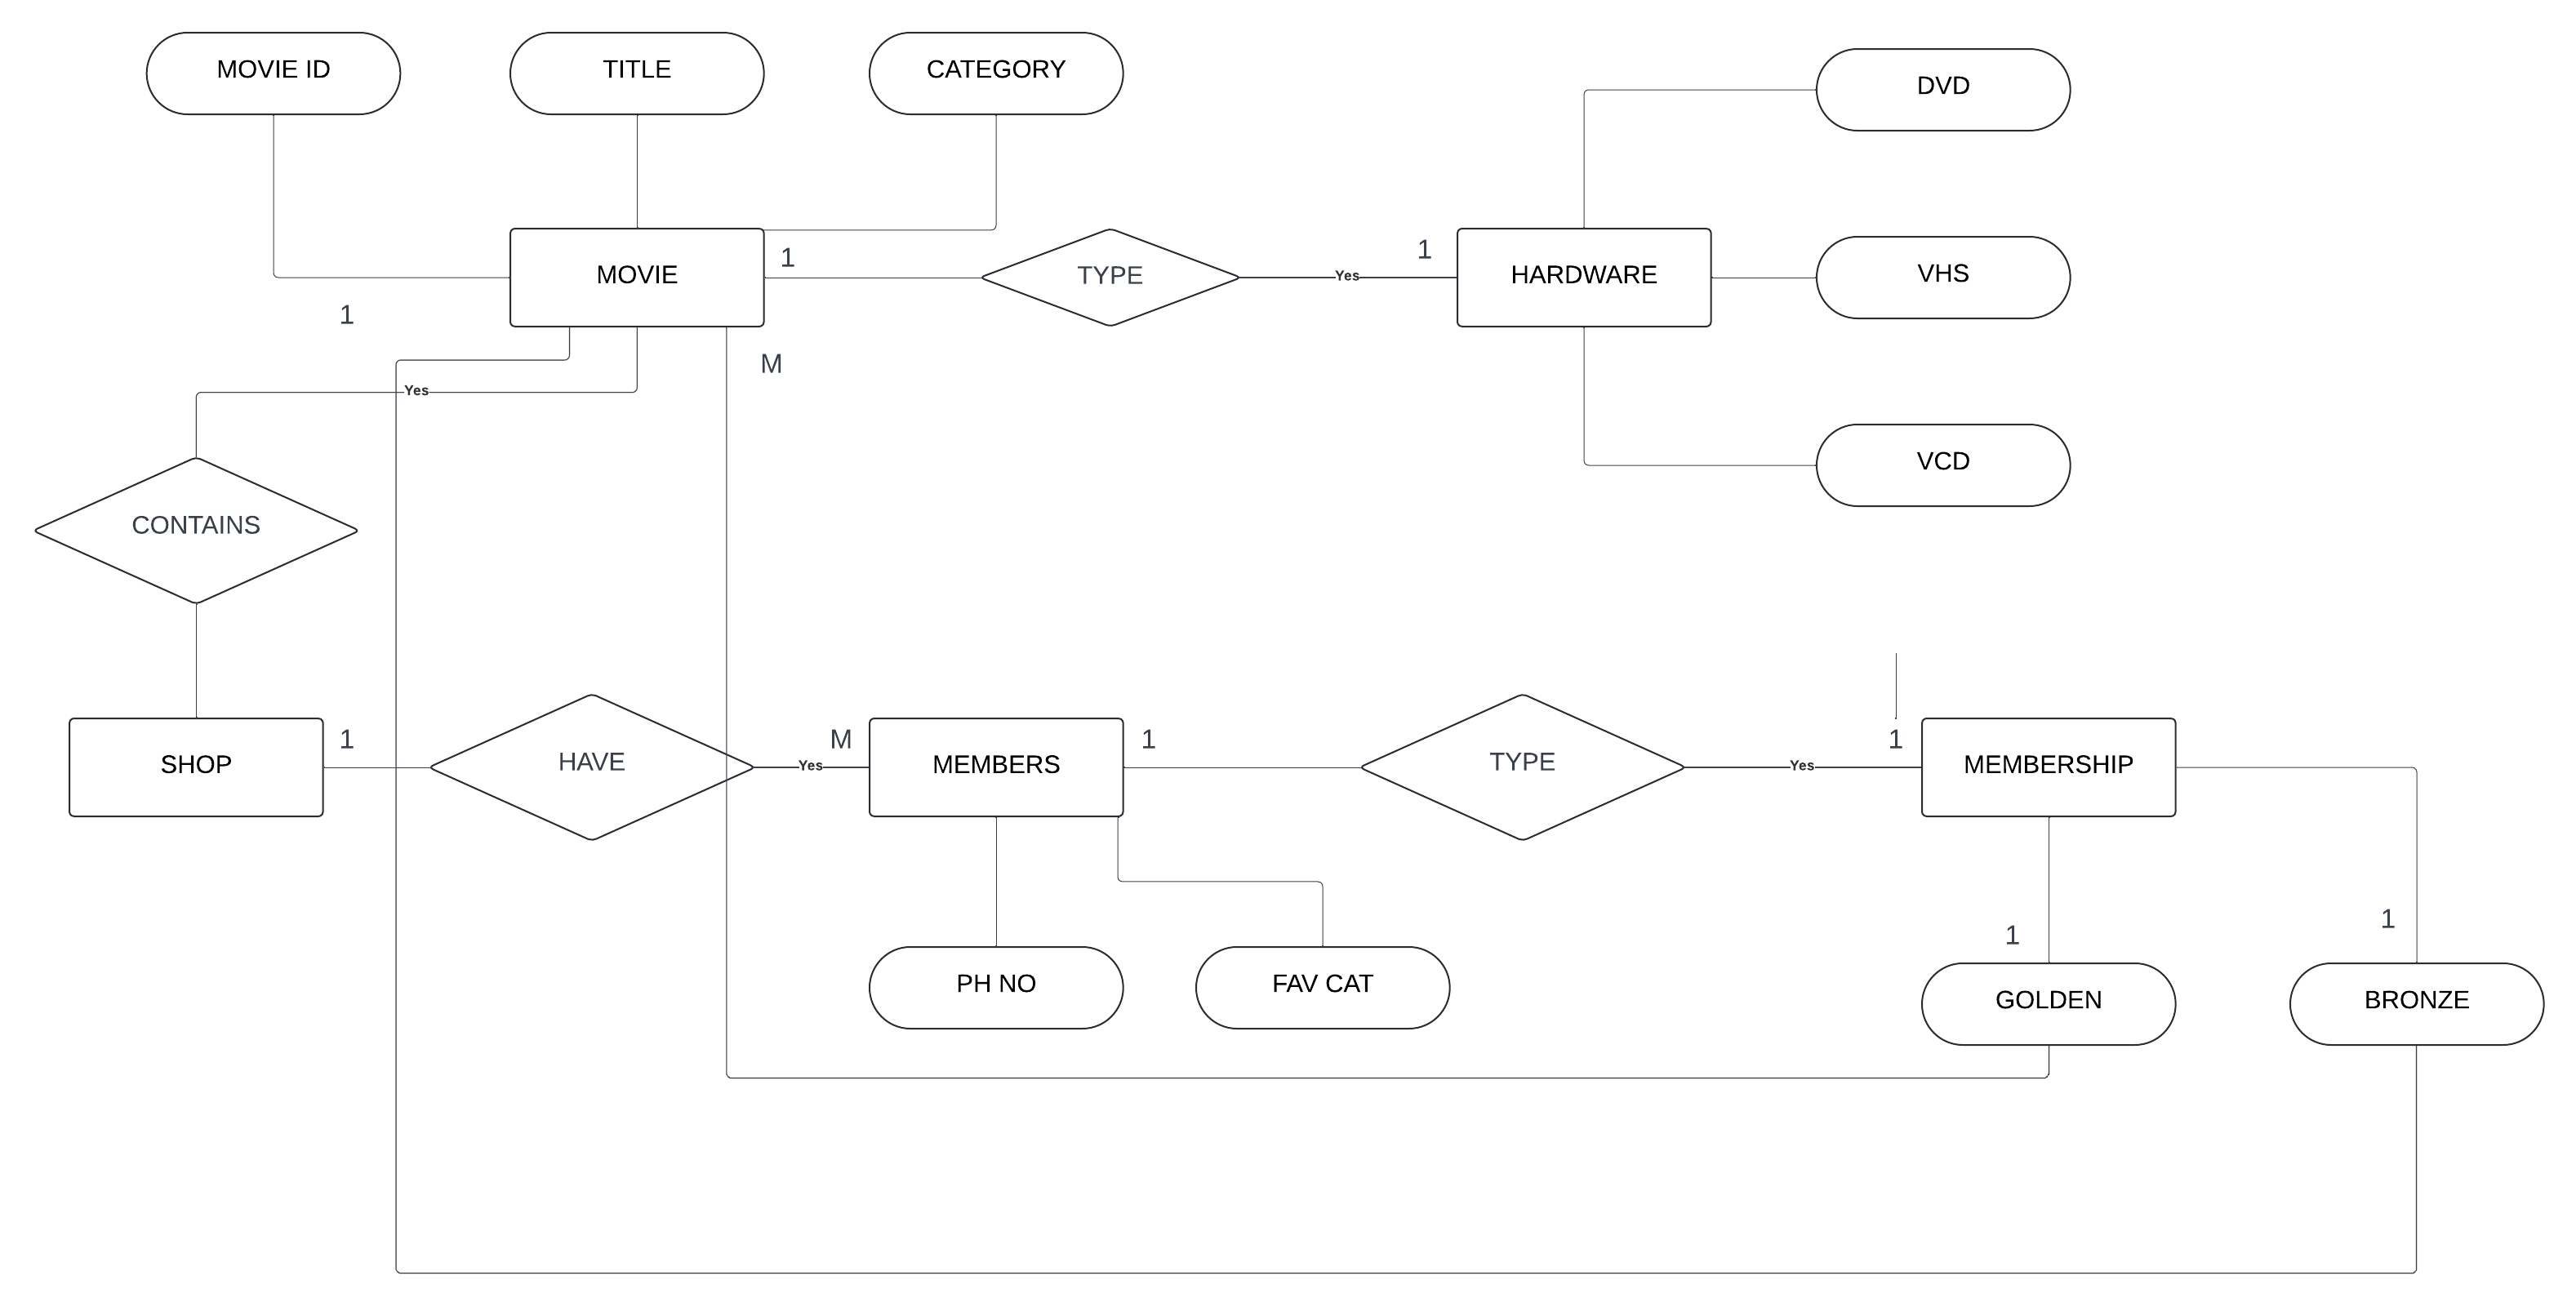 MOVIE ID
TITLE
CATEGORY
DVD
MOVIE
1
TYPE
Yes
1
HARDWARE
VHS
1
M
Yes
VCD
CONTAINS
SHOP
1
HAVE
M
Yes
MEMBERS
1
TYPE
Yes
1
MEMBERSHIP
1
1
PH NO
FAV CAT
GOLDEN
BRONZE